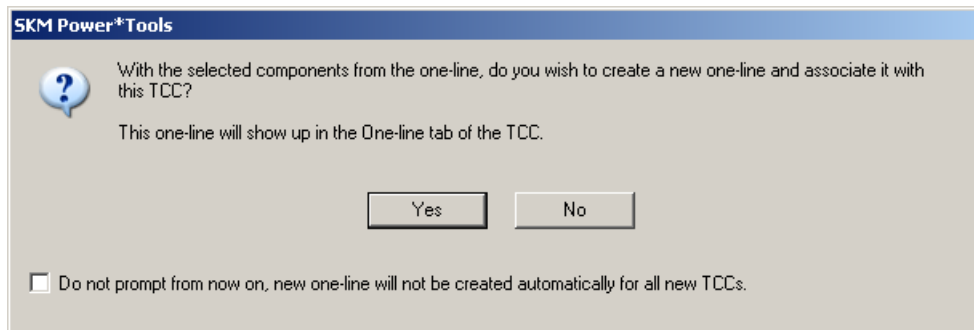 SKM Power*Tools
With the selected components from the one-line, do you wish to create a new one-line and associate it with
this TCC?
This one-line will show up in the One-line tab of the TCC.
Yes
No
Do not prompt from now on, new one-line will not be created automatically for all new TCCs.